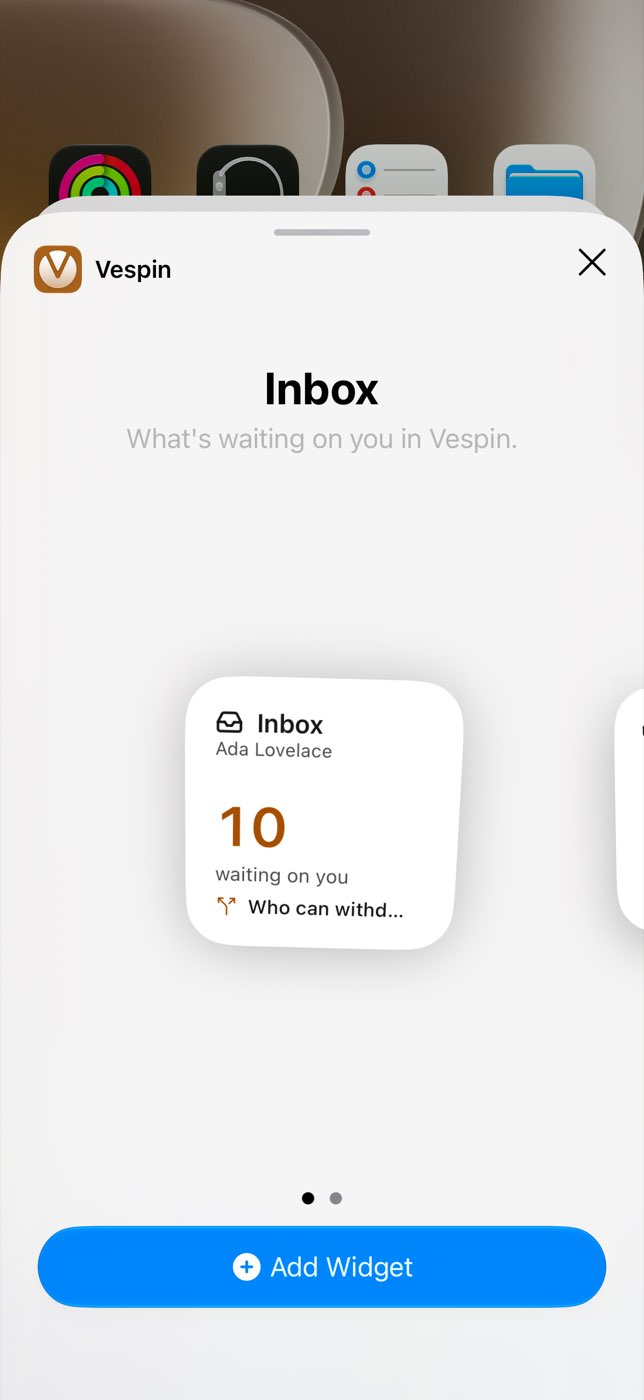 Vespin
Inbox
What's waiting on you in Vespin.
Inbox
Ada Lovelace
10
waiting on you
Who can withd...
Add Widget